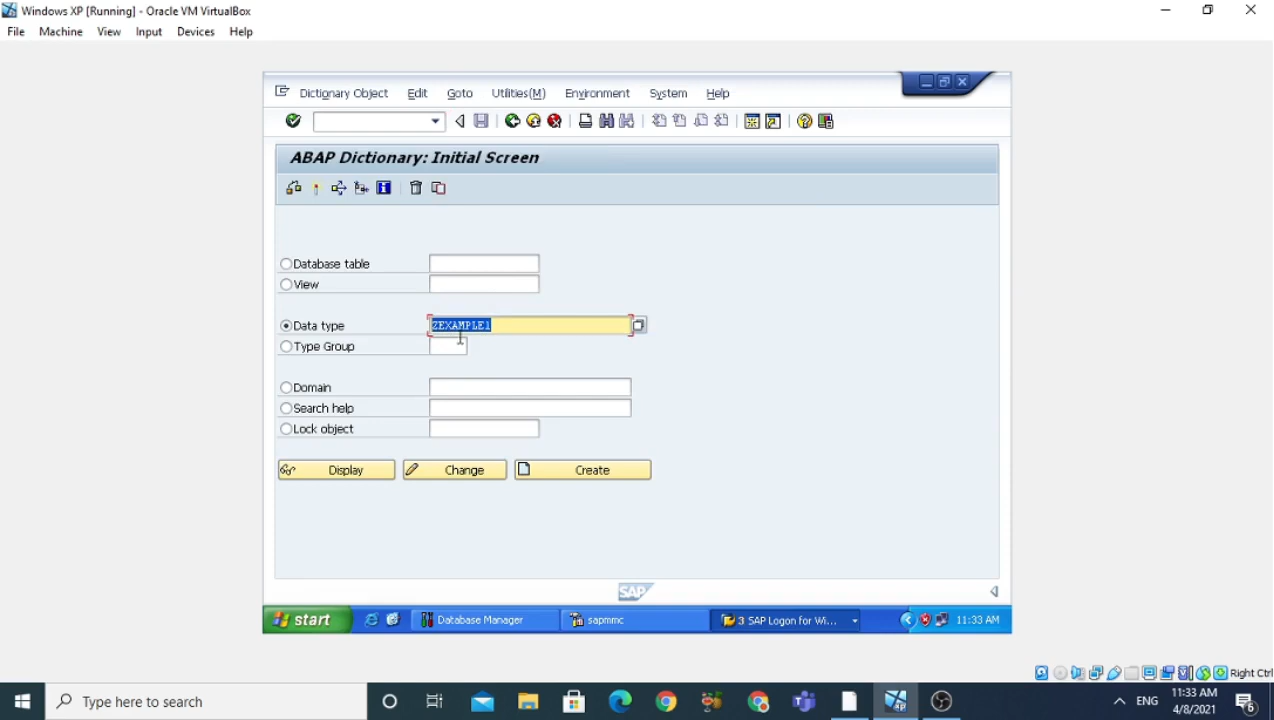 Windows XP [Running] - Oracle VM VirtualBox
File Machine View Input Devices Help
Dictionary Object Edit Goto Utilities(M) Environment System Help
ABAP Dictionary: Initial Screen
Database table
View
Data type ZEXAMPLE1
Type Group
Domain
Search help
Lock object
Display Change Create
SAP
start Database Manager sapmmc 3 SAP Logon for Wi... 11:33 AM
Right Ctrl
Type here to search ENG 11:33 AM
4/8/2021
6